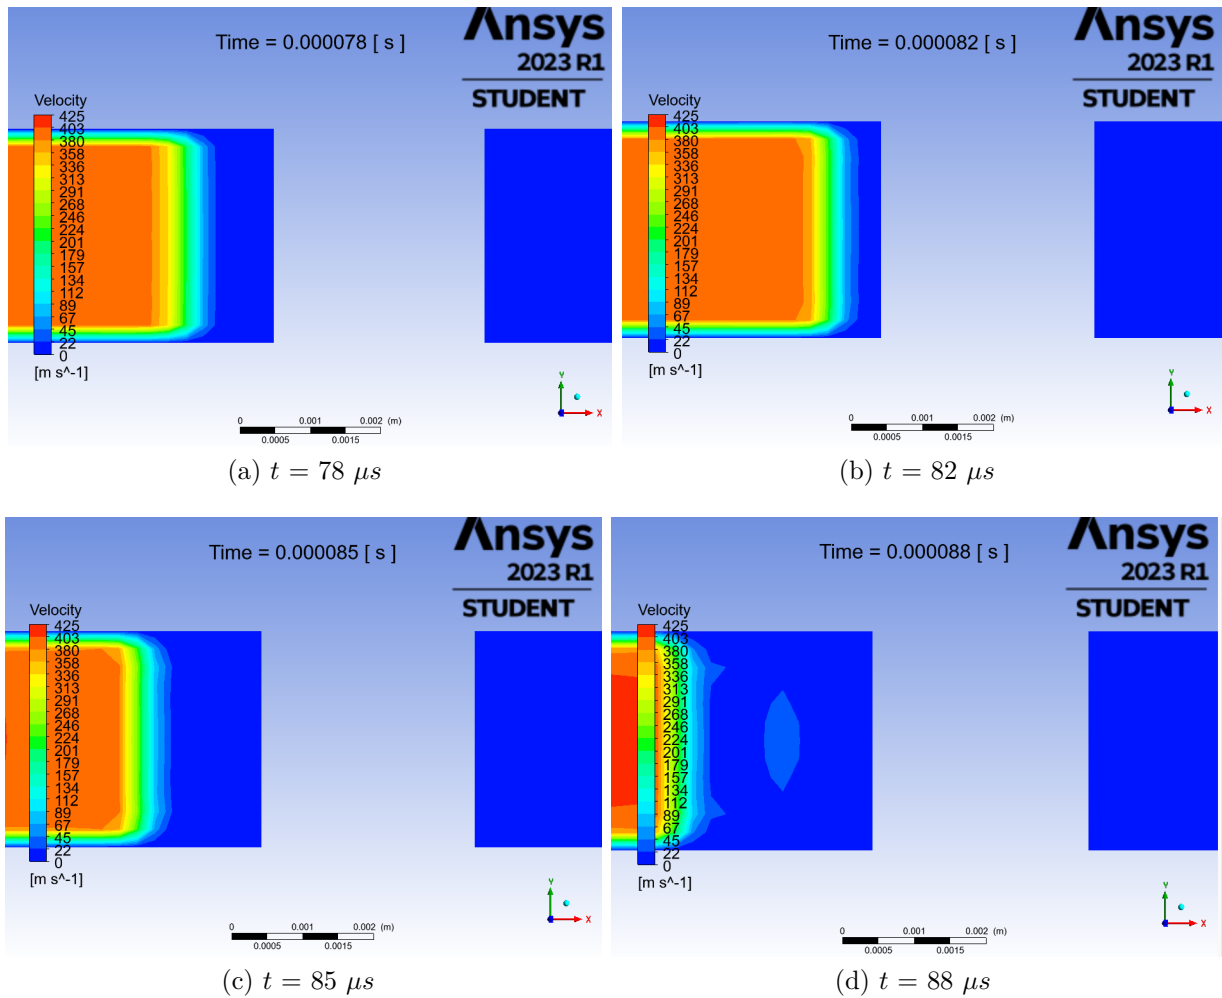 Ansys
2023 R1
STUDENT
Time = 0.000078 [ s ]
Velocity
425
403
380
358
336
313
291
268
246
224
201
179
157
134
112
89
67
45
22
0
[m s^-1]
Y
X
0 0.001 0.002 (m)
0.0005 0.0015
(a) t = 78 μs
Ansys
2023 R1
STUDENT
Time = 0.000082 [ s ]
Velocity
425
403
380
358
336
313
291
268
246
224
201
179
157
134
112
89
67
45
22
0
[m s^-1]
Y
X
0 0.001 0.002 (m)
0.0005 0.0015
(b) t = 82 μs
Ansys
2023 R1
STUDENT
Time = 0.000085 [ s ]
Velocity
425
403
380
358
336
313
291
268
246
224
201
179
157
134
112
89
67
45
22
0
[m s^-1]
Y
X
0 0.001 0.002 (m)
0.0005 0.0015
(c) t = 85 μs
Ansys
2023 R1
STUDENT
Time = 0.000088 [ s ]
Velocity
425
403
380
358
336
313
291
268
246
224
201
179
157
134
112
89
67
45
22
0
[m s^-1]
Y
X
0 0.001 0.002 (m)
0.0005 0.0015
(d) t = 88 μs